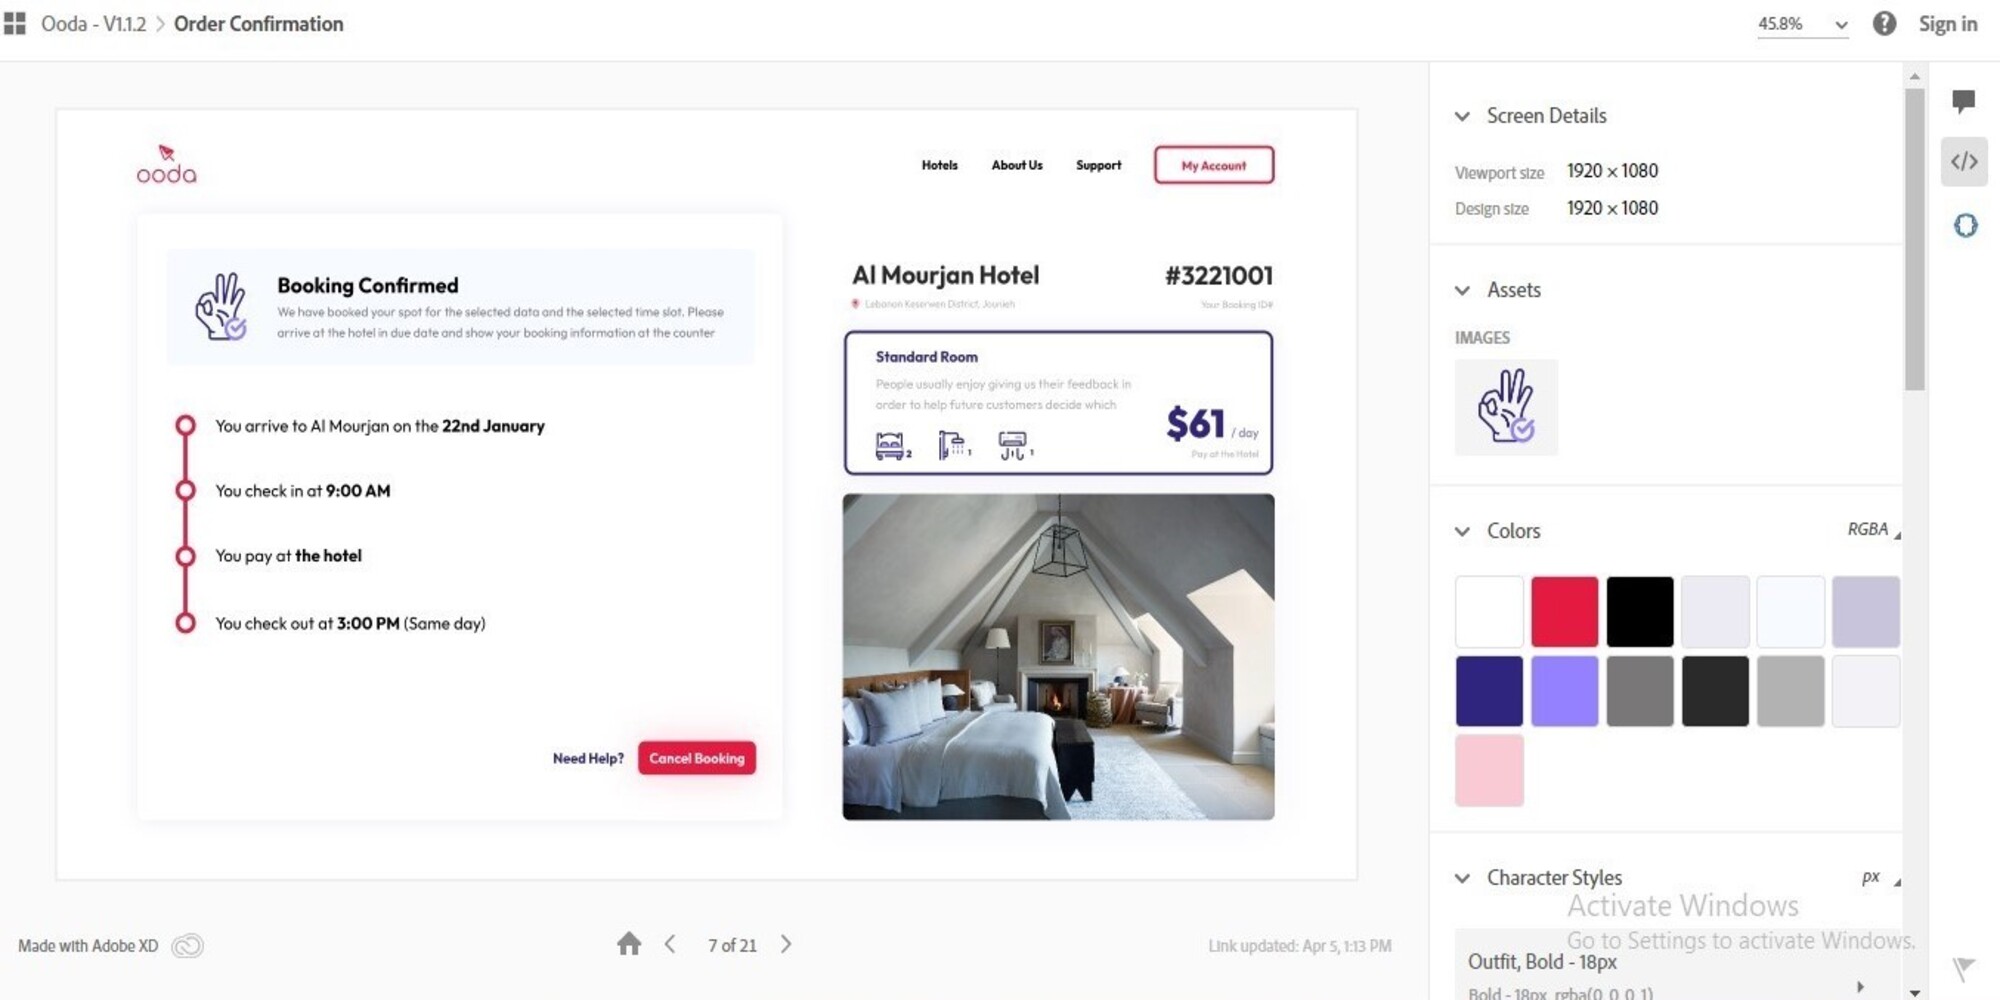 Ooda - V1.1.2 > Order Confirmation
45.8%
Sign in
ooda
Hotels About Us Support My Account
Booking Confirmed
We have booked your spot for the selected data and the selected time slot. Please
arrive at the hotel in due date and show your booking information at the counter
You arrive to Al Mourjan on the 22nd January
You check in at 9:00 AM
You pay at the hotel
You check out at 3:00 PM (Same day)
Need Help? Cancel Booking
Al Mourjan Hotel #3221001
Lebanon Keserwen District, Jounieh Your Booking ID#
Standard Room
People usually enjoy giving us their feedback in
order to help future customers decide which
$61 / day
2 1 1
Pay at the Hotel
Made with Adobe XD
7 of 21
Link updated: Apr 5, 1:13 PM
Screen Details
Viewport size 1920 × 1080
Design size 1920 × 1080
Assets
IMAGES
Colors RGBA
Character Styles px
Activate Windows
Go to Settings to activate Windows.
Outfit, Bold - 18px
Bold - 18px, rgba(0, 0, 0, 1)